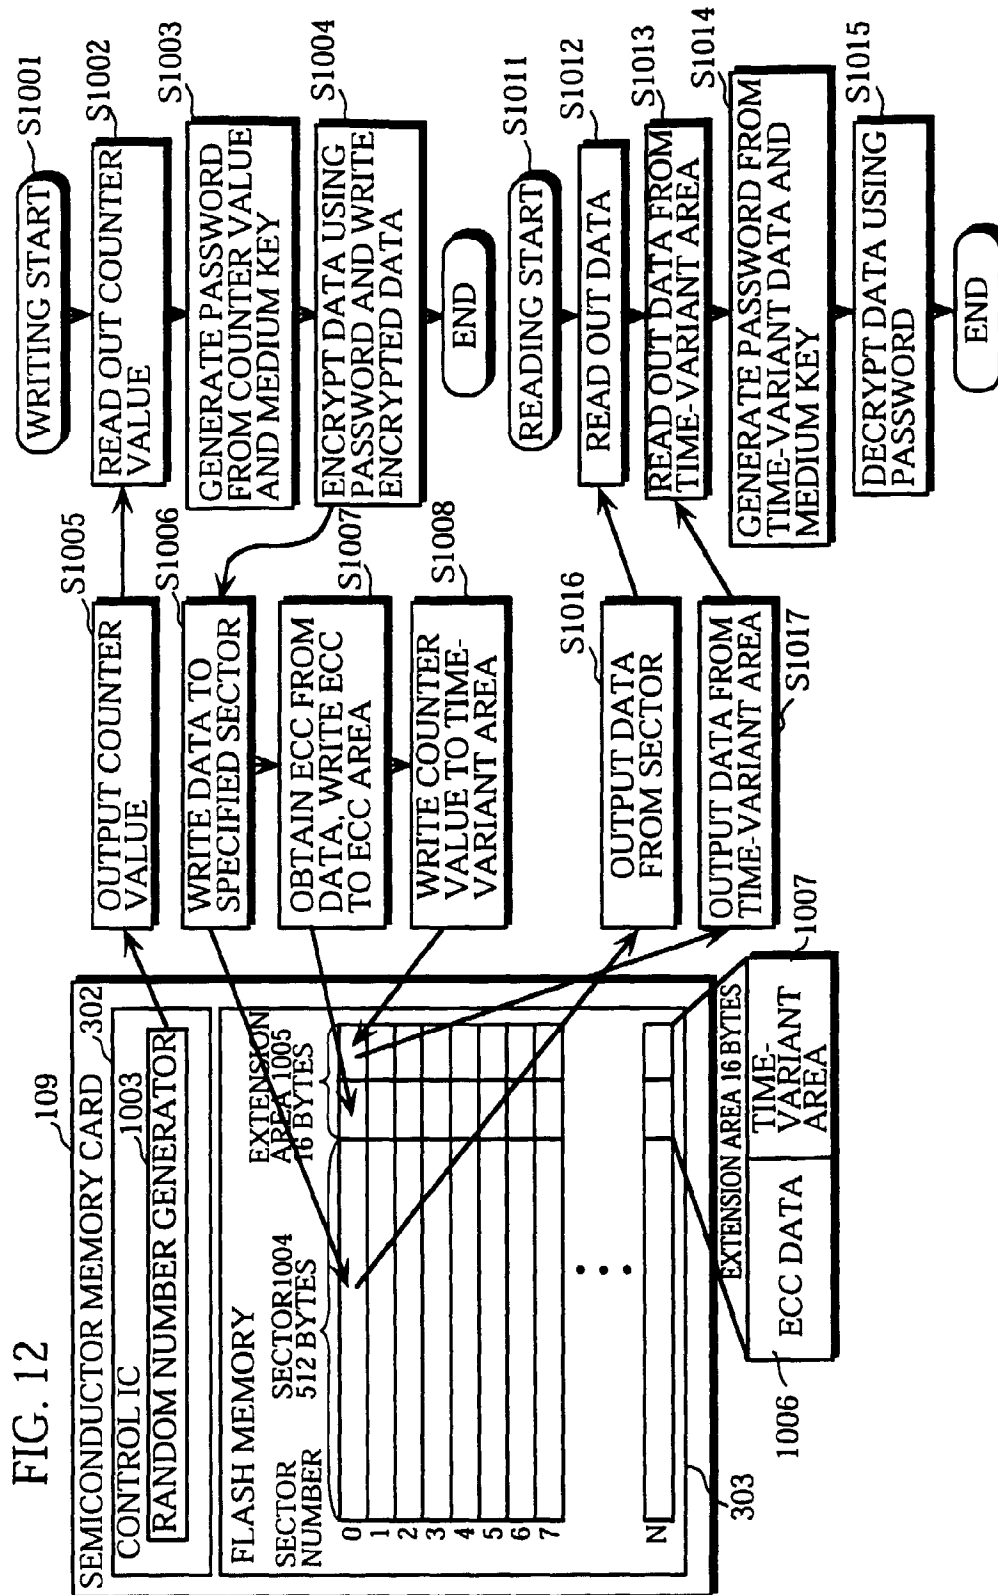 FIG. 12
SEMICONDUCTOR MEMORY CARD
109
CONTROL IC
302
1003
RANDOM NUMBER GENERATOR
FLASH MEMORY
SECTOR
NUMBER
SECTOR1004
512 BYTES
EXTENSION
AREA 1005
16 BYTES
0
1
2
3
4
5
6
7
N
303
EXTENSION AREA 16 BYTES
1006
ECC DATA
TIME-
VARIANT
AREA
1007
S1005
OUTPUT COUNTER
VALUE
S1006
WRITE DATA TO
SPECIFIED SECTOR
S1007
OBTAIN ECC FROM
DATA, WRITE ECC
TO ECC AREA
S1008
WRITE COUNTER
VALUE TO TIME-
VARIANT AREA
S1016
OUTPUT DATA
FROM SECTOR
OUTPUT DATA FROM
TIME-VARIANT AREA
S1017
WRITING START
S1001
S1002
READ OUT COUNTER
VALUE
S1003
GENERATE PASSWORD
FROM COUNTER VALUE
AND MEDIUM KEY
S1004
ENCRYPT DATA USING
PASSWORD AND WRITE
ENCRYPTED DATA
END
READING START
S1011
S1012
READ OUT DATA
S1013
READ OUT DATA FROM
TIME-VARIANT AREA
S1014
GENERATE PASSWORD FROM
TIME-VARIANT DATA AND
MEDIUM KEY
S1015
DECRYPT DATA USING
PASSWORD
END